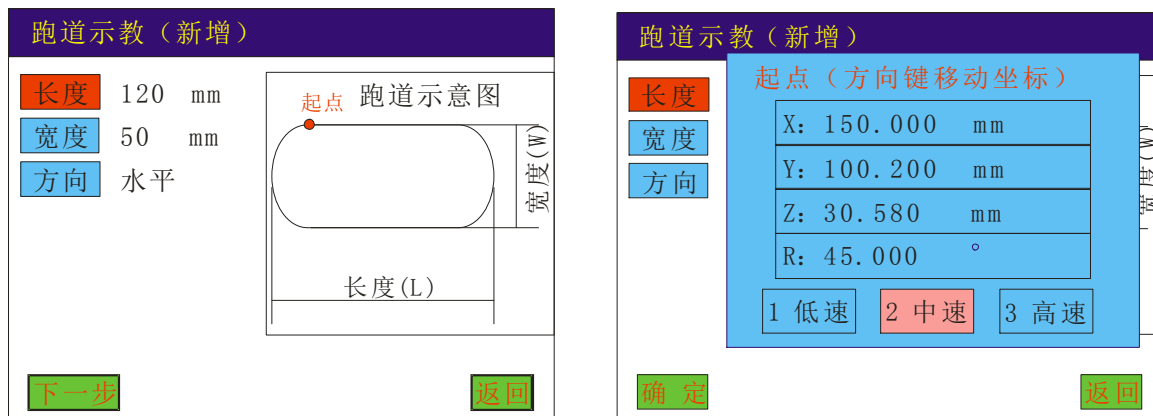 跑道示教（新增）
长度 120 mm
宽度 50 mm
方向 水平
起点 跑道示意图
宽度(W)
长度(L)
下一步 返回
跑道示教（新增）
长度
宽度
方向
起点（方向键移动坐标）
X: 150.000 mm
Y: 100.200 mm
Z: 30.580 mm
R: 45.000 °
1 低速 2 中速 3 高速
确 定 返回